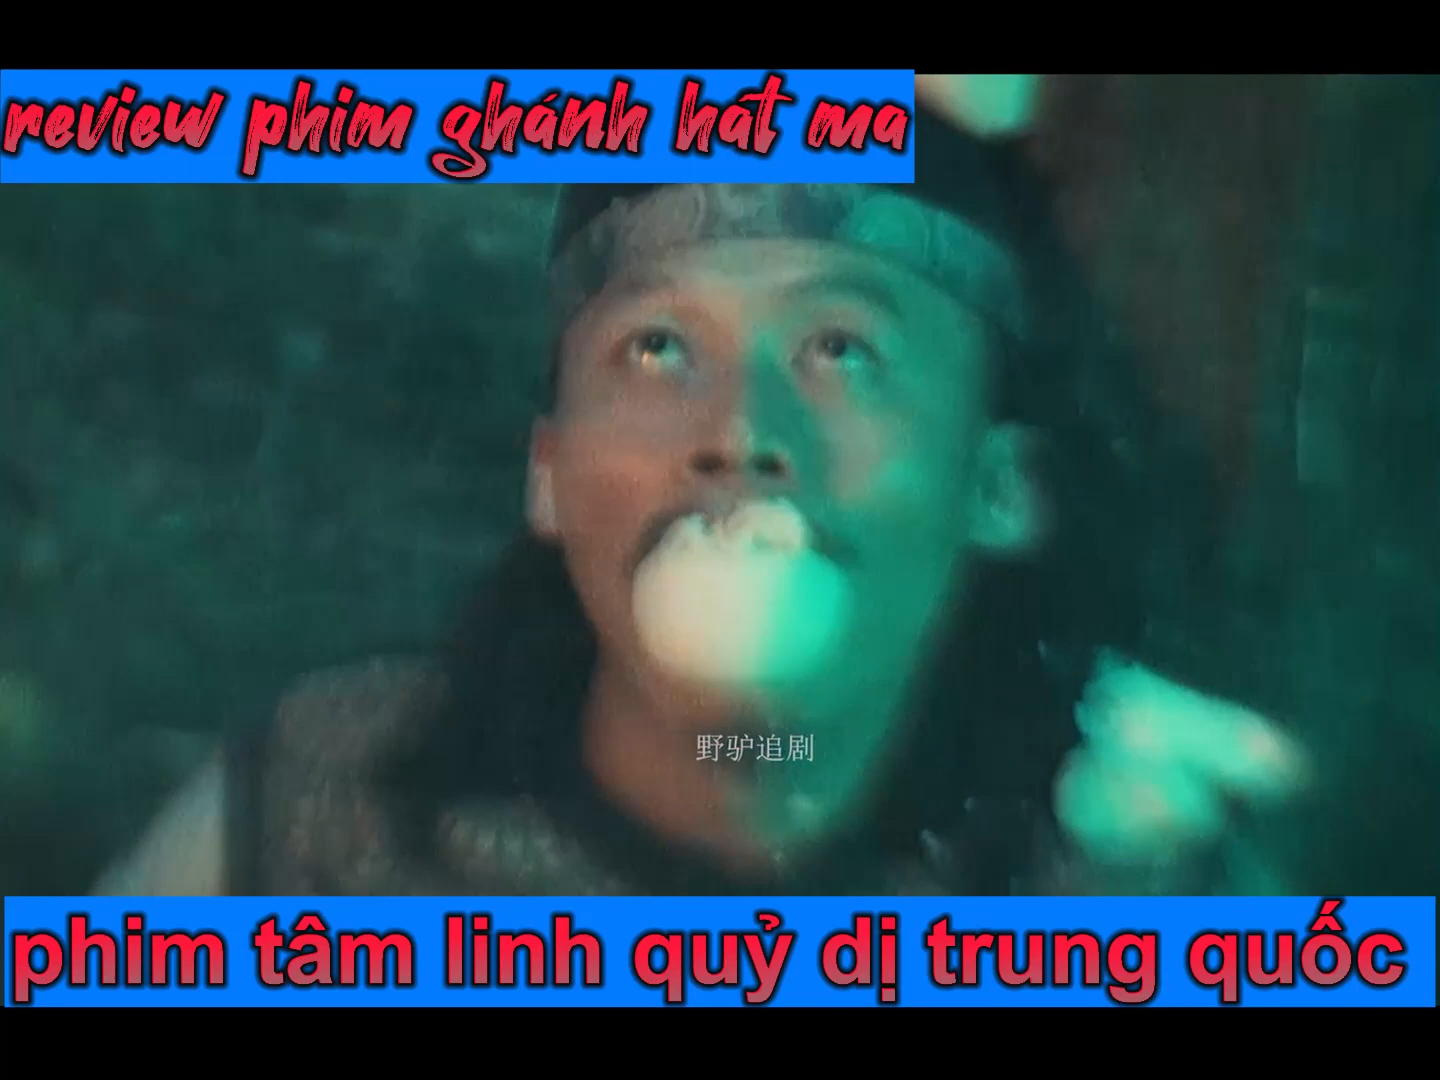 review phim ghánh hát ma
野驴追剧
phim tâm linh quỷ dị trung quốc